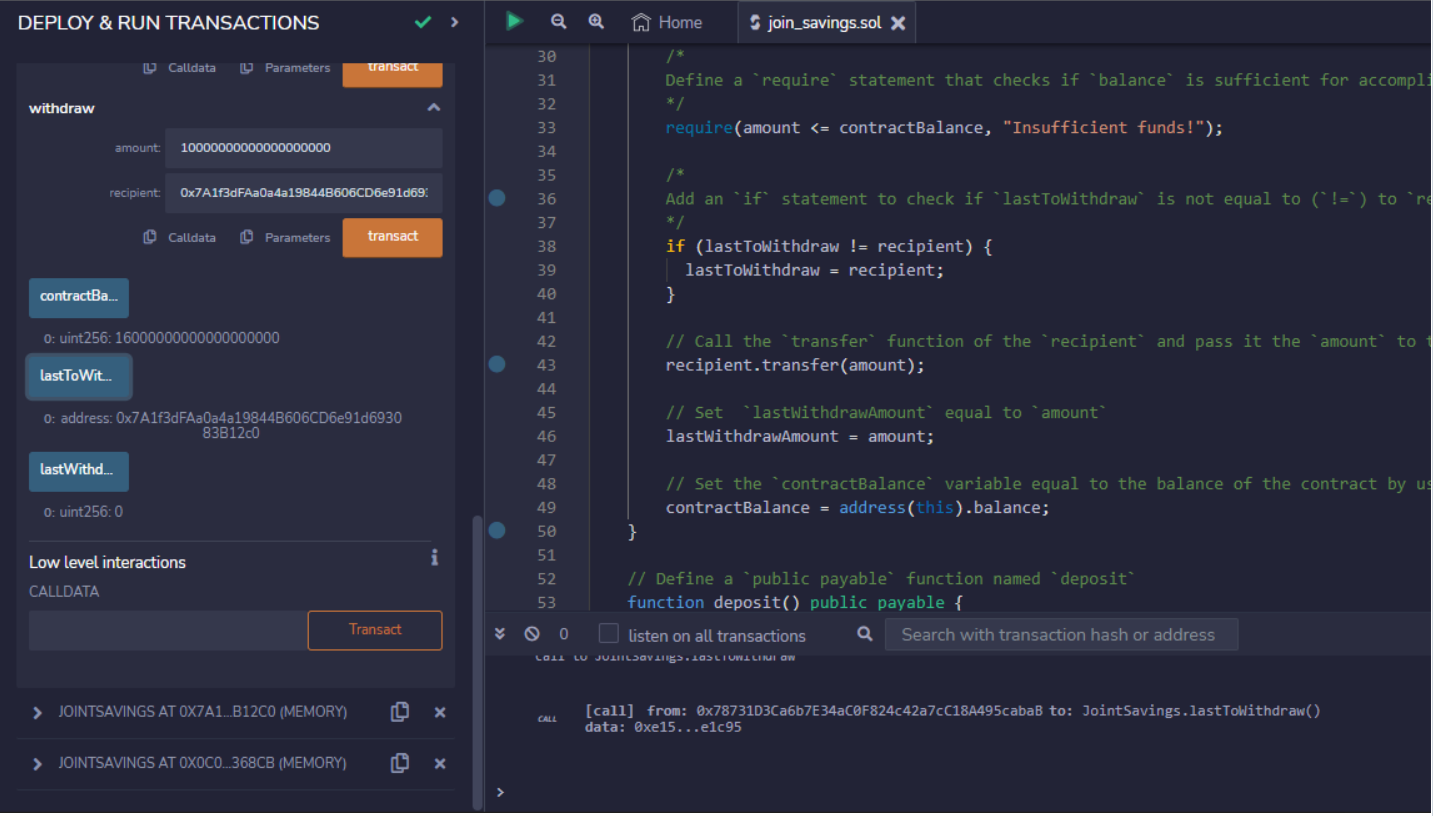 DEPLOY & RUN TRANSACTIONS
Calldata Parameters transact
withdraw
amount: 10000000000000000000
recipient: 0x7A1f3dFAa0a4a19844B606CD6e91d69
Calldata Parameters transact
contractBa...
0: uint256: 16000000000000000000
lastToWit...
0: address: 0x7A1f3dFAa0a4a19844B606CD6e91d6930
83B12c0
lastWithd...
0: uint256: 0
Low level interactions i
CALLDATA
Transact
JOINTSAVINGS AT 0X7A1...B12C0 (MEMORY)
JOINTSAVINGS AT 0X0C0...368CB (MEMORY)
Home join_savings.sol
30 /*
31 Define a `require` statement that checks if `balance` is sufficient for accompli
32 */
33 require(amount <= contractBalance, "Insufficient funds!");
34
35 /*
36 Add an `if` statement to check if `lastToWithdraw` is not equal to (`!=`) to `re
37 */
38 if (lastToWithdraw != recipient) {
39 lastToWithdraw = recipient;
40 }
41
42 // Call the `transfer` function of the `recipient` and pass it the `amount` to t
43 recipient.transfer(amount);
44
45 // Set  `lastWithdrawAmount` equal to `amount`
46 lastWithdrawAmount = amount;
47
48 // Set the `contractBalance` variable equal to the balance of the contract by us
49 contractBalance = address(this).balance;
50 }
51
52 // Define a `public payable` function named `deposit`
53 function deposit() public payable {
0 listen on all transactions Search with transaction hash or address
call to JointSavings.lastToWithdraw
CALL [call] from: 0x78731D3Ca6b7E34aC0F824c42a7cC18A495cabaB to: JointSavings.lastToWithdraw()
data: 0xe15...e1c95
>